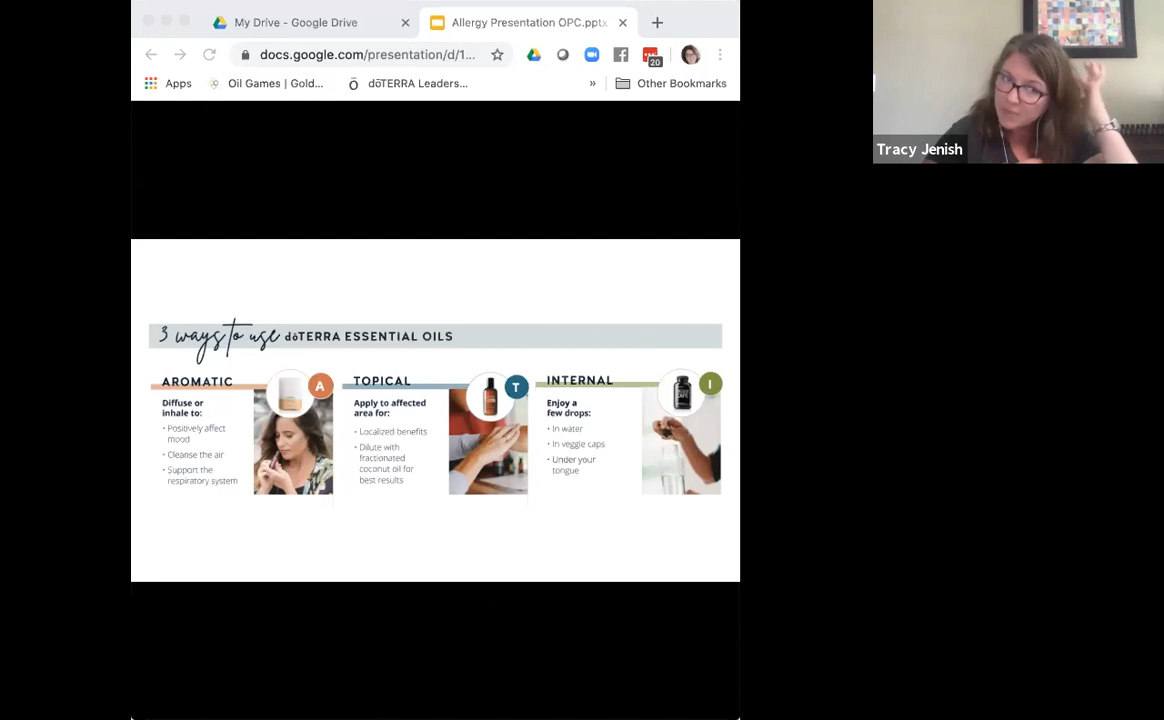 My Drive - Google Drive
Allergy Presentation OPC.pptx
docs.google.com/presentation/d/1...
20
Apps
Oil Games | Gold...
dōTERRA Leaders...
»
Other Bookmarks
Tracy Jenish
3 ways to use dōTERRA ESSENTIAL OILS
AROMATIC
A
Diffuse or
inhale to:
• Positively affect
mood
• Cleanse the air
• Support the
respiratory system
TOPICAL
T
Apply to affected
area for:
• Localized benefits
• Dilute with
fractionated
coconut oil for
best results
INTERNAL
I
Enjoy a
few drops:
• In water
• In veggie caps
• Under your
tongue